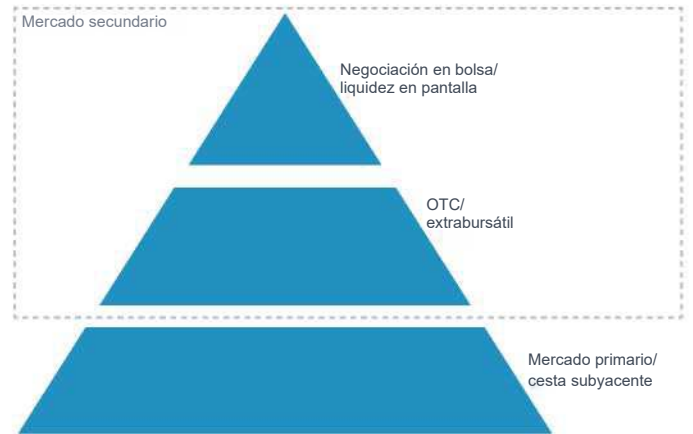 Mercado secundario
Negociación en bolsa/
liquidez en pantalla
OTC/
extrabursátil
Mercado primario/
cesta subyacente